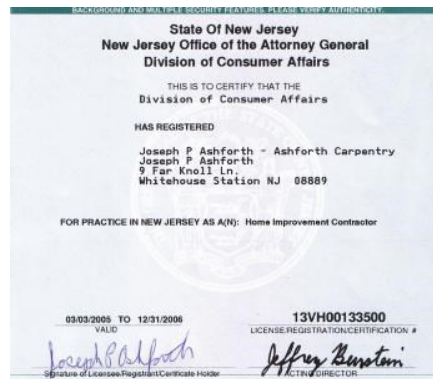 BACKGROUND AND MULTIPLE SECURITY FEATURES. PLEASE VERIFY AUTHENTICITY.
State Of New Jersey
New Jersey Office of the Attorney General
Division of Consumer Affairs
THIS IS TO CERTIFY THAT THE
Division of Consumer Affairs
HAS REGISTERED
Joseph P Ashforth - Ashforth Carpentry
Joseph P Ashforth
9 Far Knoll Ln.
Whitehouse Station NJ 08889
FOR PRACTICE IN NEW JERSEY AS A(N): Home Improvement Contractor
03/03/2005 TO 12/31/2006
VALID
13VH00133500
LICENSE/REGISTRATION/CERTIFICATION #
Joseph P Ashforth
Signature of Licensee/Registrant/Certificate Holder
Jeffrey Burstein
ACTING DIRECTOR